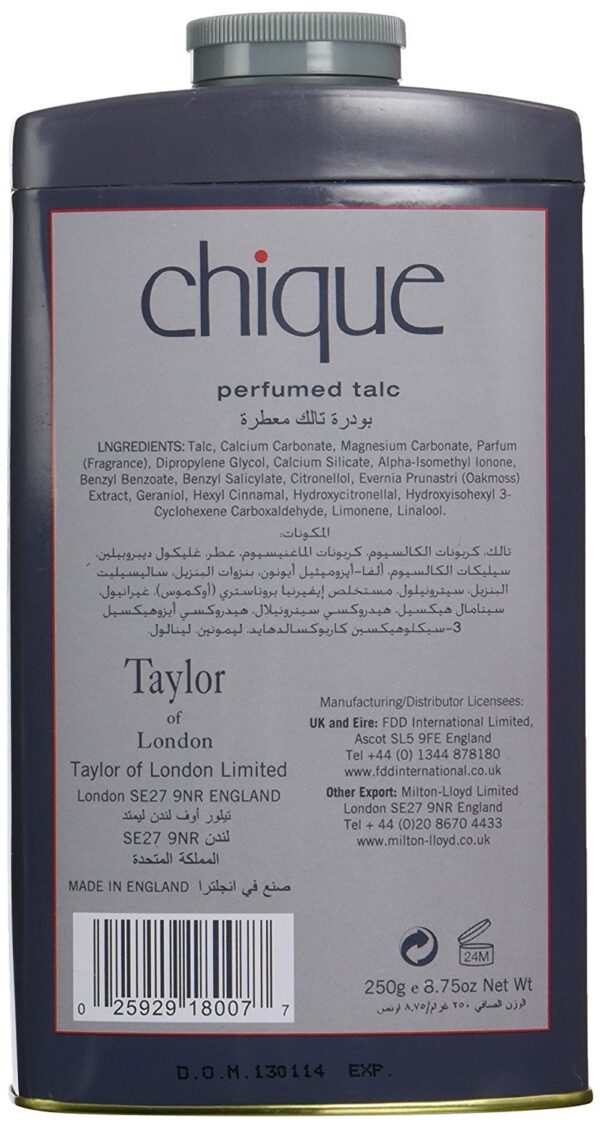 chique
perfumed talc
بودرة تالك معطرة
LNGREDIENTS: Talc, Calcium Carbonate, Magnesium Carbonate, Parfum
(Fragrance), Dipropylene Glycol, Calcium Silicate, Alpha-Isomethyl Ionone,
Benzyl Benzoate, Benzyl Salicylate, Citronellol, Evernia Prunastri (Oakmoss)
Extract, Geraniol, Hexyl Cinnamal, Hydroxycitronellal, Hydroxyisohexyl 3-
Cyclohexene Carboxaldehyde, Limonene, Linalool.
المكونات:
تالك، كربونات الكالسيوم، كربونات الماغنيسيوم، عطر، غليكول ديبروبيلين،
سيليكات الكالسيوم، ألفا-أيزوميثيل أيونون، بنزوات البنزيل، ساليسيليت
البنزيل، سيترونيلول، مستخلص إيفيرنيا بروناستري (أوكموس)، غيرانيول،
سينامال هيكسيل، هيدروكسي سيترونيلال، هيدروكسي أيزوهيكسيل
3-سيكلوهيكسين كاربوكسالدهايد، ليمونين، لينالول.
Taylor
of
London
Taylor of London Limited
London SE27 9NR ENGLAND
تيلور أوف لندن ليمتد
لندن SE27 9NR
المملكة المتحدة
MADE IN ENGLAND صنع في انجلترا
Manufacturing/Distributor Licensees:
UK and Eire: FDD International Limited,
Ascot SL5 9FE England
Tel +44 (0) 1344 878180
www.fddinternational.co.uk
Other Export: Milton-Lloyd Limited
London SE27 9NR England
Tel + 44 (0)20 8670 4433
www.milton-lloyd.co.uk
0 25929 18007 7
24M
250g e 8.75oz Net Wt
الوزن الصافي ٢٥٠ غرام/٨,٧٥ اونص
D.O.M.130114 EXP.